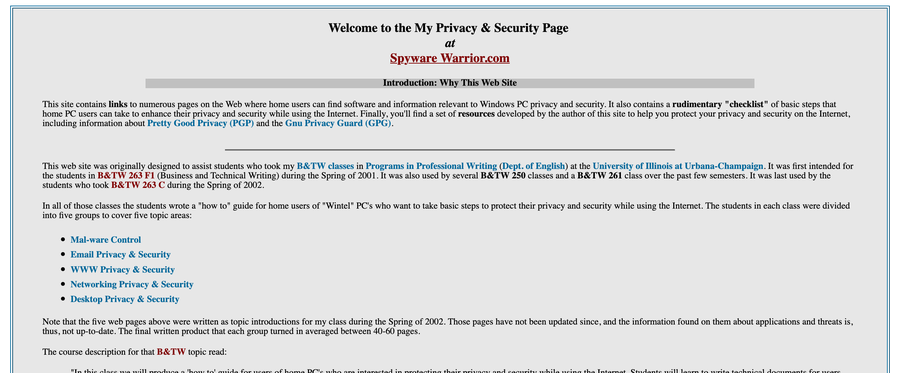 Welcome to the My Privacy & Security Page
at
Spyware Warrior.com
Introduction: Why This Web Site
This site contains links to numerous pages on the Web where home users can find software and information relevant to Windows PC privacy and security. It also contains a rudimentary "checklist" of basic steps that
home PC users can take to enhance their privacy and security while using the Internet. Finally, you'll find a set of resources developed by the author of this site to help you protect your privacy and security on the Internet,
including information about Pretty Good Privacy (PGP) and the Gnu Privacy Guard (GPG).
This web site was originally designed to assist students who took my B&TW classes in Programs in Professional Writing (Dept. of English) at the University of Illinois at Urbana-Champaign. It was first intended for
the students in B&TW 263 F1 (Business and Technical Writing) during the Spring of 2001. It was also used by several B&TW 250 classes and a B&TW 261 class over the past few semesters. It was last used by the
students who took B&TW 263 C during the Spring of 2002.
In all of those classes the students wrote a "how to" guide for home users of "Wintel" PC's who want to take basic steps to protect their privacy and security while using the Internet. The students in each class were divided
into five groups to cover five topic areas:
Mal-ware Control
Email Privacy & Security
WWW Privacy & Security
Networking Privacy & Security
Desktop Privacy & Security
Note that the five web pages above were written as topic introductions for my class during the Spring of 2002. Those pages have not been updated since, and the information found on them about applications and threats is,
thus, not up-to-date. The final written product that each group turned in averaged between 40-60 pages.
The course description for that B&TW topic read:
"In this class we will produce a 'how to' guide for users of home PC's who are interested in protecting their privacy and security while using the Internet. Students will learn to write technical documents for users